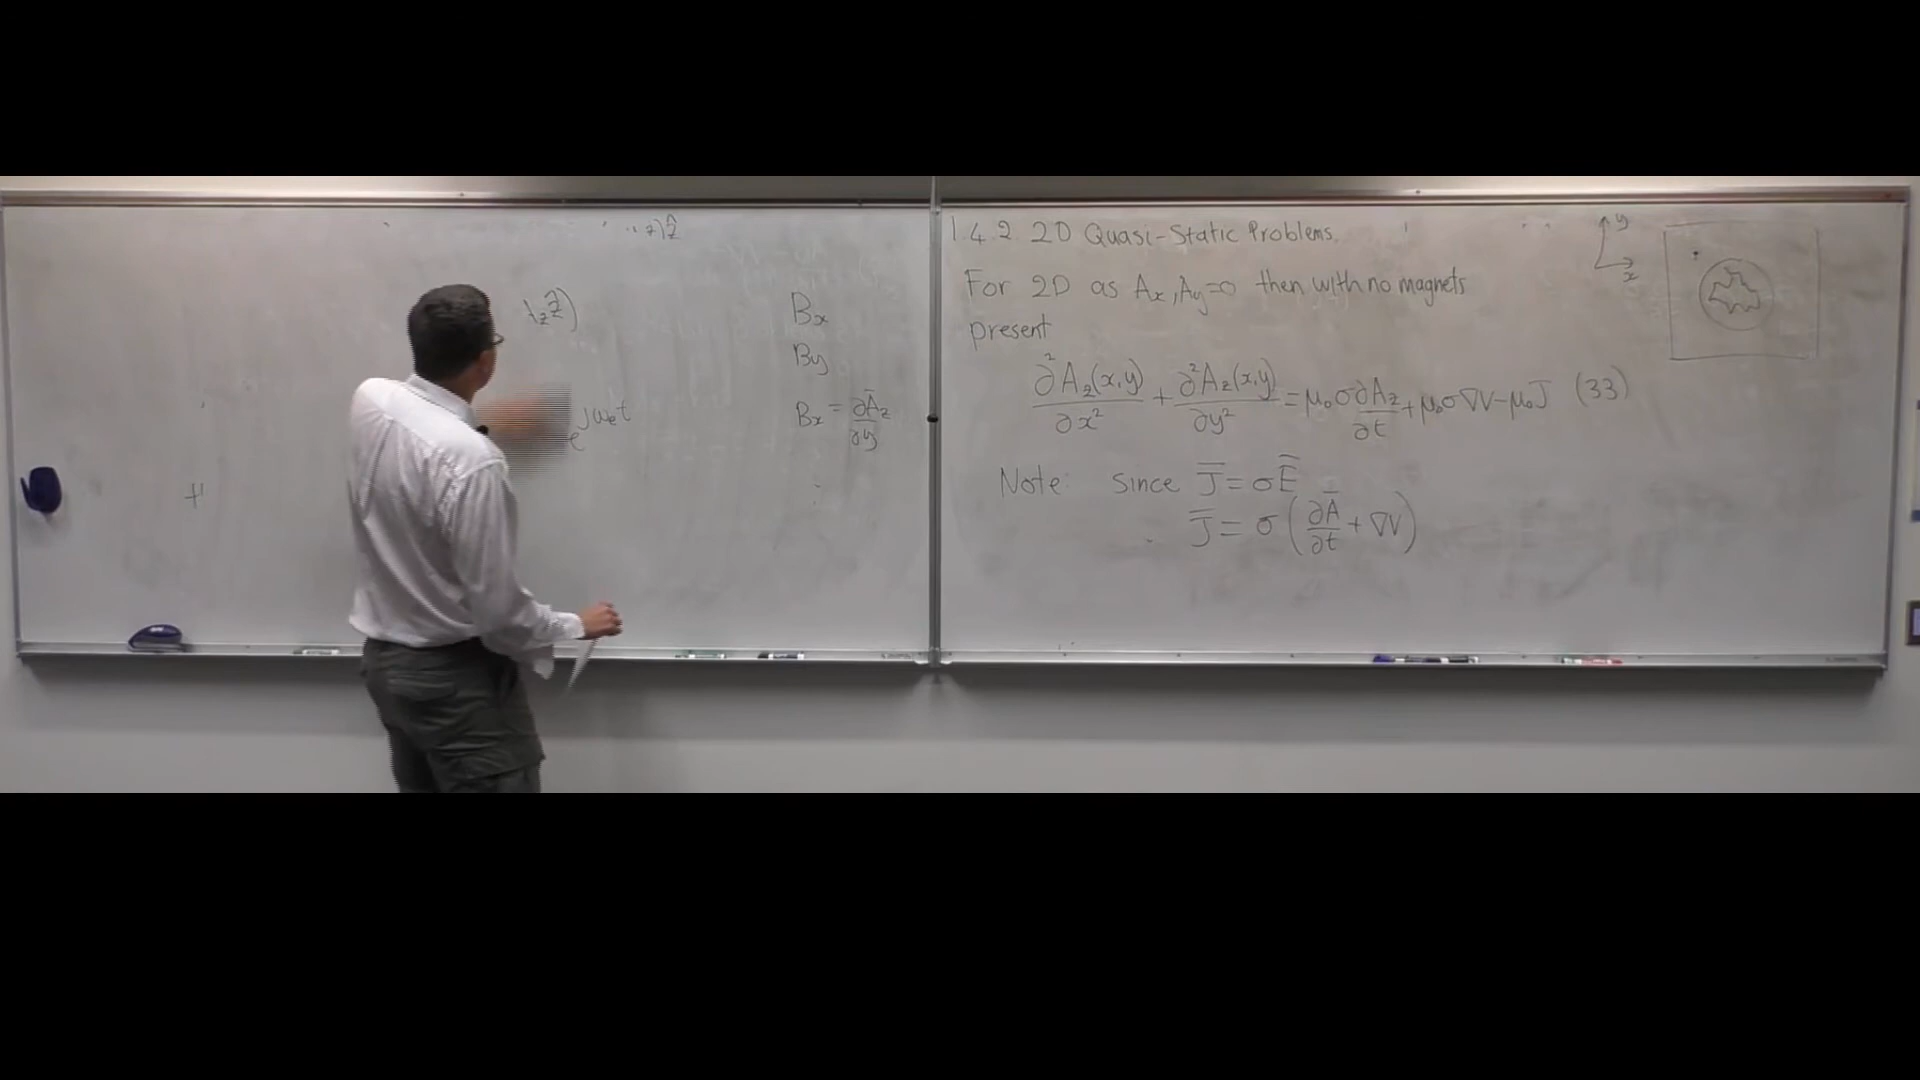 z)ẑ
zẑ)
e^{jωₑt}
Bx
By
Bx = ∂Āz/∂y
:
+
1.4.2. 2D Quasi-Static Problems.
For 2D as Ax, Ay=0 then with no magnets
present
∂²Az(x,y)/∂x² + ∂²Az(x,y)/∂y² = μ₀σ∂Az/∂t + μ₀σ∇V - μ₀J (33)
Note: Since J̄ = σĒ
J̄ = σ(∂Ā/∂t + ∇V)
y
x